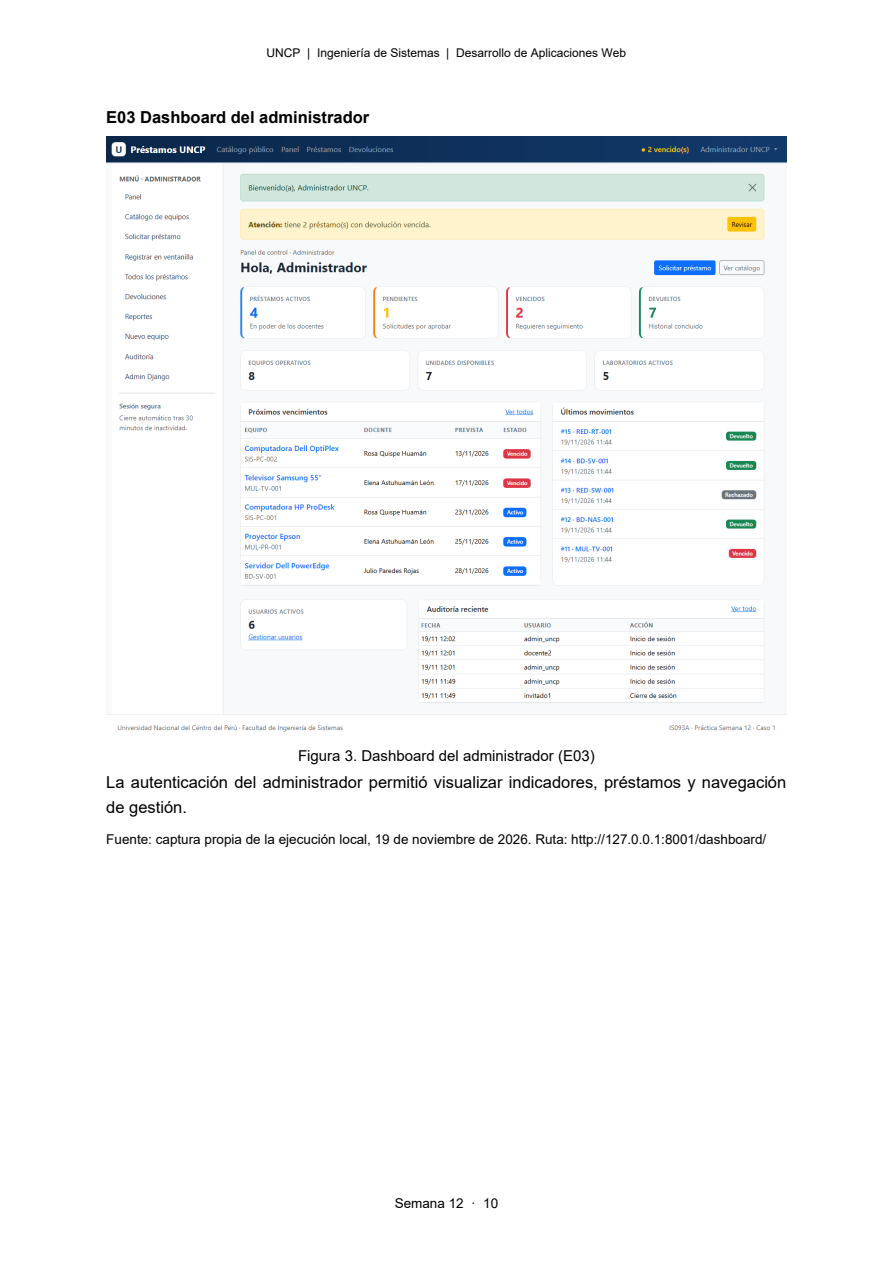 UNCP | Ingeniería de Sistemas | Desarrollo de Aplicaciones Web
E03 Dashboard del administrador
U Préstamos UNCP Catálogo público Panel Préstamos Devoluciones 2 vencido(s) Administrador UNCP
MENÚ · ADMINISTRADOR
Panel
Catálogo de equipos
Solicitar préstamo
Registrar en ventanilla
Todos los préstamos
Devoluciones
Reportes
Nuevo equipo
Auditoría
Admin Django
Sesión segura
Cierre automático tras 30
minutos de inactividad.
Bienvenido(a), Administrador UNCP.
Atención: tiene 2 préstamo(s) con devolución vencida. Revisar
Panel de control · Administrador
Hola, Administrador Solicitar préstamo Ver catálogo
PRÉSTAMOS ACTIVOS
4
En poder de los docentes
PENDIENTES
1
Solicitudes por aprobar
VENCIDOS
2
Requieren seguimiento
DEVUELTOS
7
Historial concluido
EQUIPOS OPERATIVOS
8
UNIDADES DISPONIBLES
7
LABORATORIOS ACTIVOS
5
Próximos vencimientos Ver todos
EQUIPO DOCENTE PREVISTA ESTADO
Computadora Dell OptiPlex
SIS-PC-002 Rosa Quispe Huamán 13/11/2026 Vencido
Televisor Samsung 55"
MUL-TV-001 Elena Astuhuamán León 17/11/2026 Vencido
Computadora HP ProDesk
SIS-PC-001 Rosa Quispe Huamán 23/11/2026 Activo
Proyector Epson
MUL-PR-001 Elena Astuhuamán León 25/11/2026 Activo
Servidor Dell PowerEdge
BD-SV-001 Julio Paredes Rojas 28/11/2026 Activo
Últimos movimientos
#15 · RED-RT-001
19/11/2026 11:44 Devuelto
#14 · BD-SV-001
19/11/2026 11:44 Devuelto
#13 · RED-SW-001
19/11/2026 11:44 Rechazado
#12 · BD-NAS-001
19/11/2026 11:44 Devuelto
#11 · MUL-TV-001
19/11/2026 11:44 Vencido
USUARIOS ACTIVOS
6
Gestionar usuarios
Auditoría reciente Ver todo
FECHA USUARIO ACCIÓN
19/11 12:02 admin_uncp Inicio de sesión
19/11 12:01 docente2 Inicio de sesión
19/11 12:01 admin_uncp Inicio de sesión
19/11 11:49 admin_uncp Inicio de sesión
19/11 11:49 invitado1 Cierre de sesión
Universidad Nacional del Centro del Perú · Facultad de Ingeniería de Sistemas IS093A · Práctica Semana 12 · Caso 1
Figura 3. Dashboard del administrador (E03)
La autenticación del administrador permitió visualizar indicadores, préstamos y navegación
de gestión.
Fuente: captura propia de la ejecución local, 19 de noviembre de 2026. Ruta: http://127.0.0.1:8001/dashboard/
Semana 12 · 10